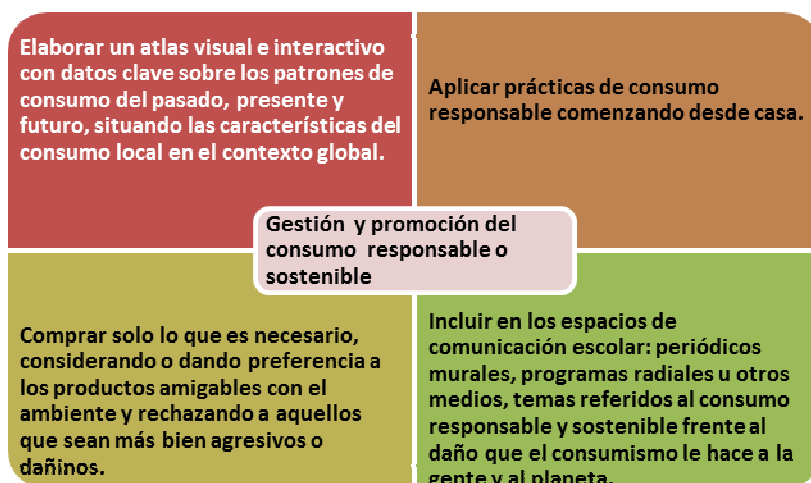 Elaborar un atlas visual e interactivo
con datos clave sobre los patrones de
consumo del pasado, presente y
futuro, situando las características del
consumo local en el contexto global.
Aplicar prácticas de consumo
responsable comenzando desde casa.
Gestión y promoción del
consumo responsable o
sostenible
Comprar solo lo que es necesario,
considerando o dando preferencia a
los productos amigables con el
ambiente y rechazando a aquellos
que sean más bien agresivos o
dañinos.
Incluir en los espacios de
comunicación escolar: periódicos
murales, programas radiales u otros
medios, temas referidos al consumo
responsable y sostenible frente al
daño que el consumismo le hace a la
gente y al planeta.